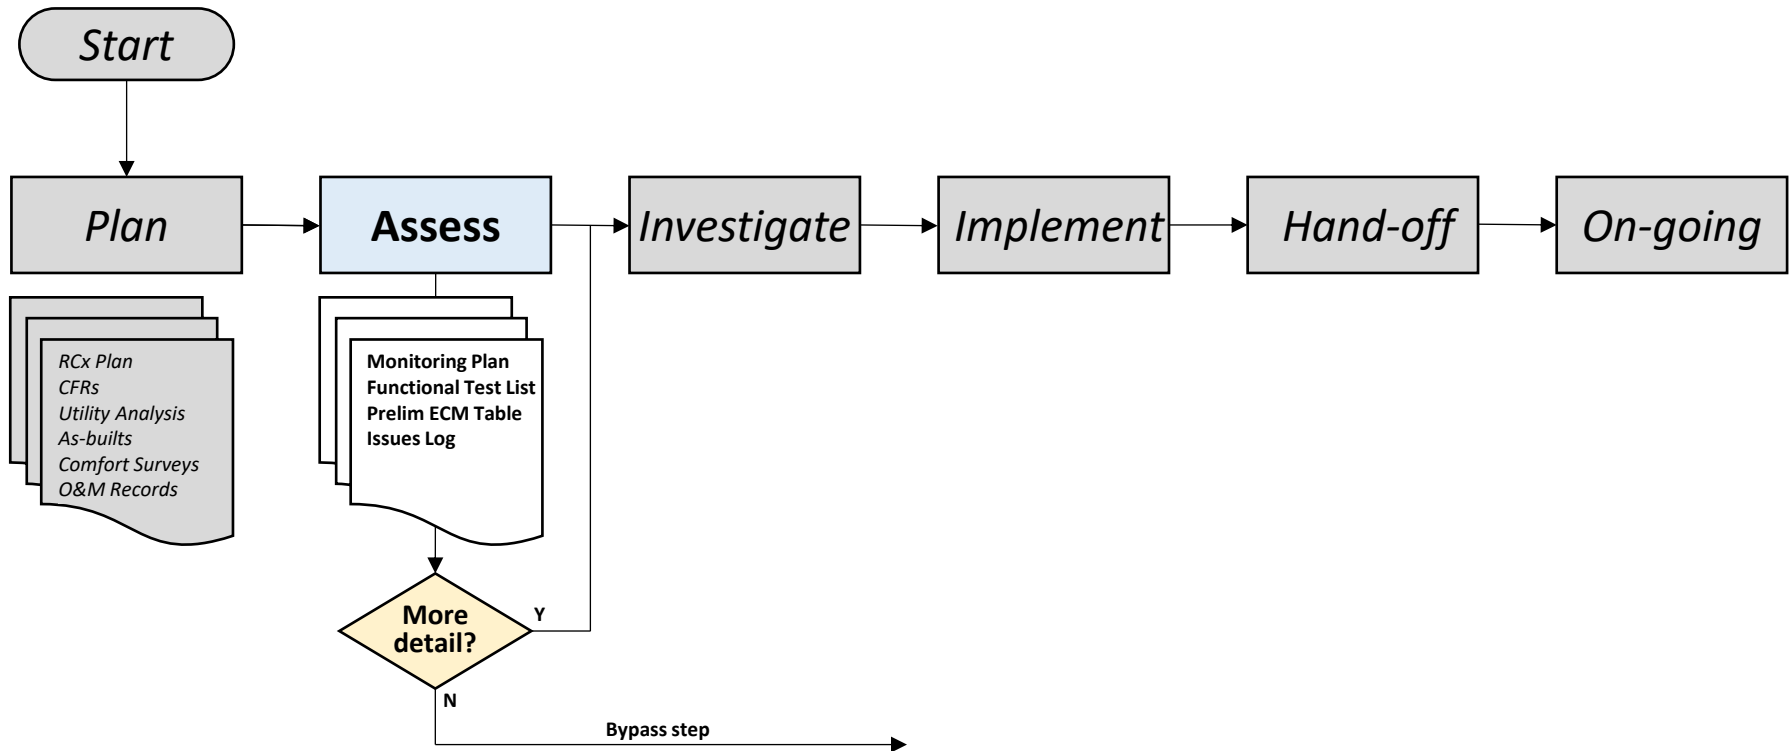 Start
Plan
Assess
Investigate
Implement
Hand-off
On-going
RCx Plan
CFRs
Utility Analysis
As-builts
Comfort Surveys
O&M Records
Monitoring Plan
Functional Test List
Prelim ECM Table
Issues Log
More
detail?
Y
N
Bypass step